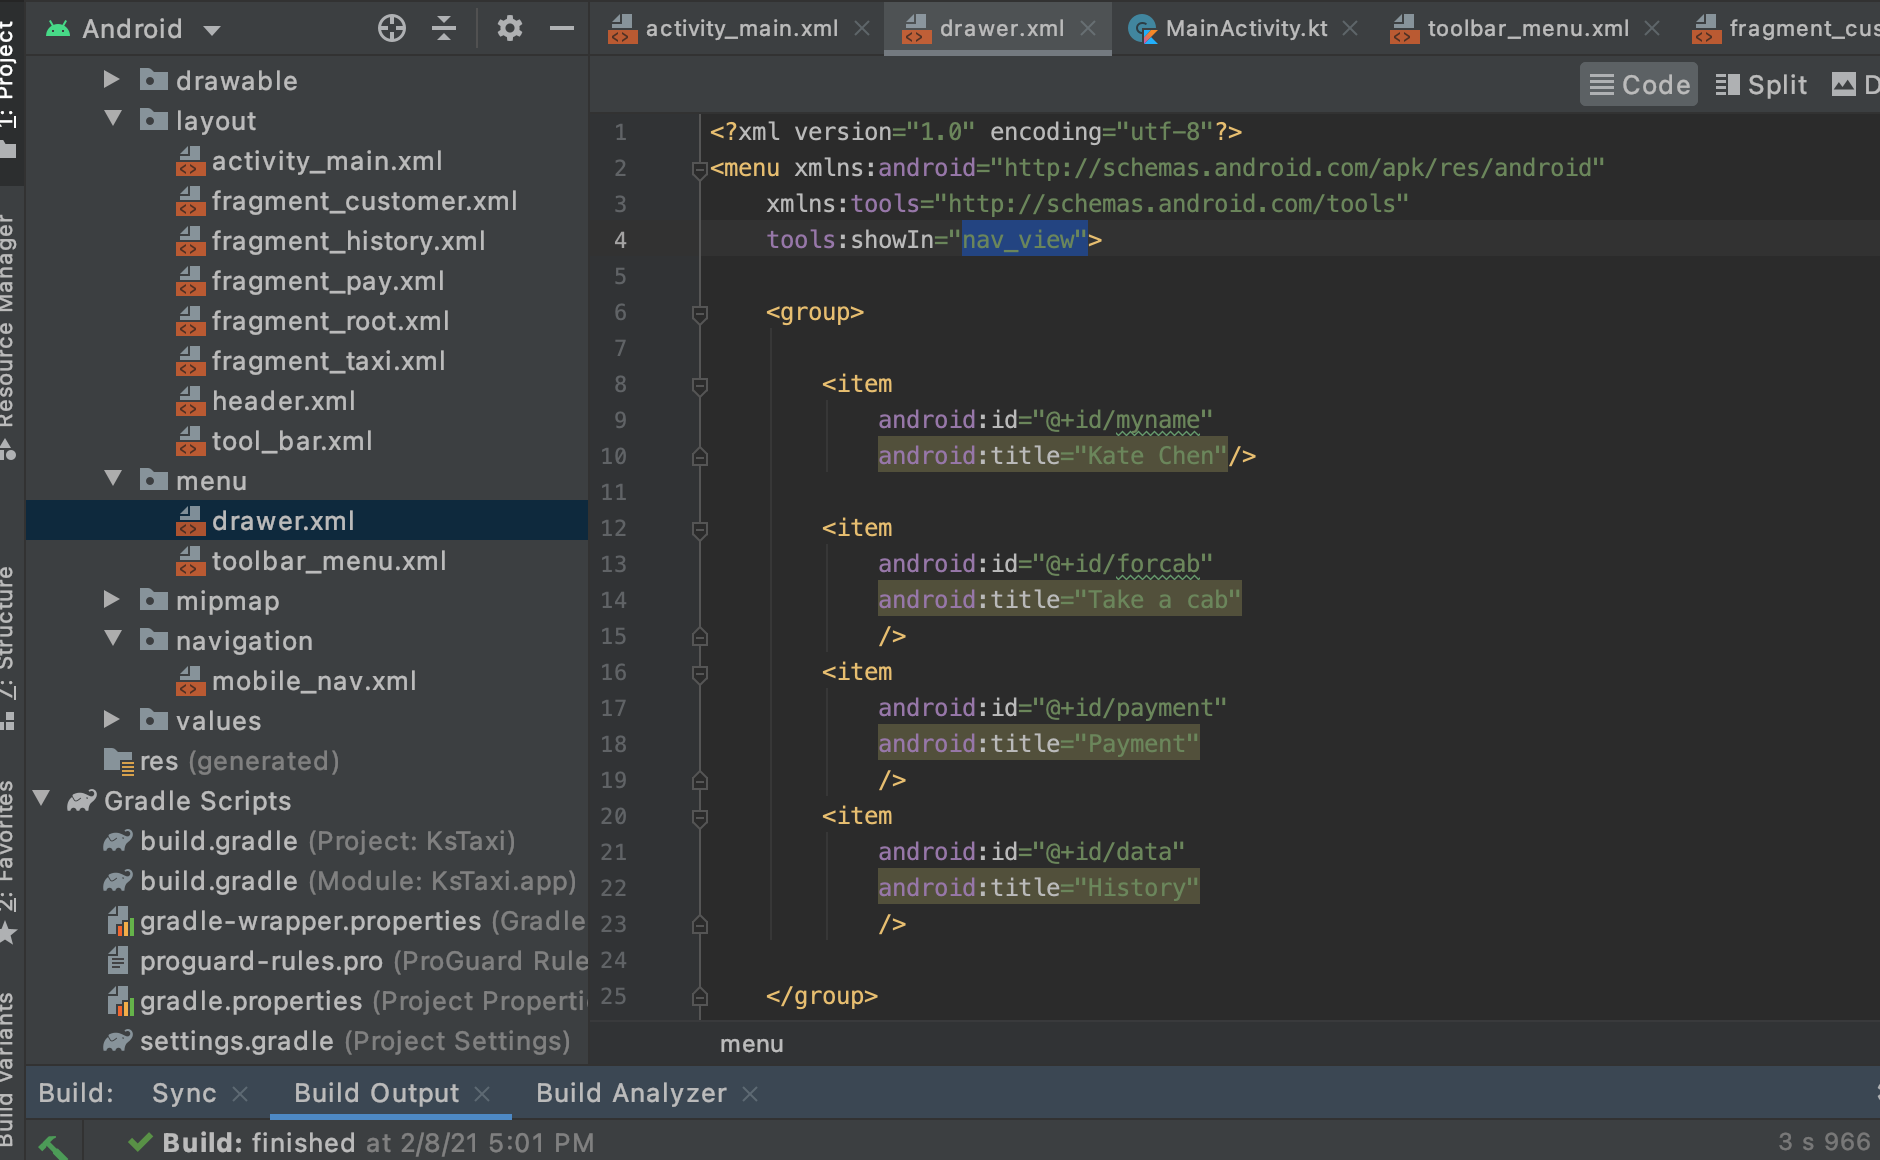 Android
activity_main.xml
drawer.xml
MainActivity.kt
toolbar_menu.xml
fragment_cus
Code
Split
D
1: Project
Resource Manager
7: Structure
2: Favorites
Build Variants
drawable
layout
activity_main.xml
fragment_customer.xml
fragment_history.xml
fragment_pay.xml
fragment_root.xml
fragment_taxi.xml
header.xml
tool_bar.xml
menu
drawer.xml
toolbar_menu.xml
mipmap
navigation
mobile_nav.xml
values
res (generated)
Gradle Scripts
build.gradle (Project: KsTaxi)
build.gradle (Module: KsTaxi.app)
gradle-wrapper.properties (Gradle
proguard-rules.pro (ProGuard Rule
gradle.properties (Project Properti
settings.gradle (Project Settings)
1 <?xml version="1.0" encoding="utf-8"?>
2 <menu xmlns:android="http://schemas.android.com/apk/res/android"
3 xmlns:tools="http://schemas.android.com/tools"
4 tools:showIn="nav_view">
5
6 <group>
7
8 <item
9 android:id="@+id/myname"
10 android:title="Kate Chen"/>
11
12 <item
13 android:id="@+id/forcab"
14 android:title="Take a cab"
15 />
16 <item
17 android:id="@+id/payment"
18 android:title="Payment"
19 />
20 <item
21 android:id="@+id/data"
22 android:title="History"
23 />
24
25 </group>
menu
Build: Sync Build Output Build Analyzer
Build: finished at 2/8/21 5:01 PM
3 s 966